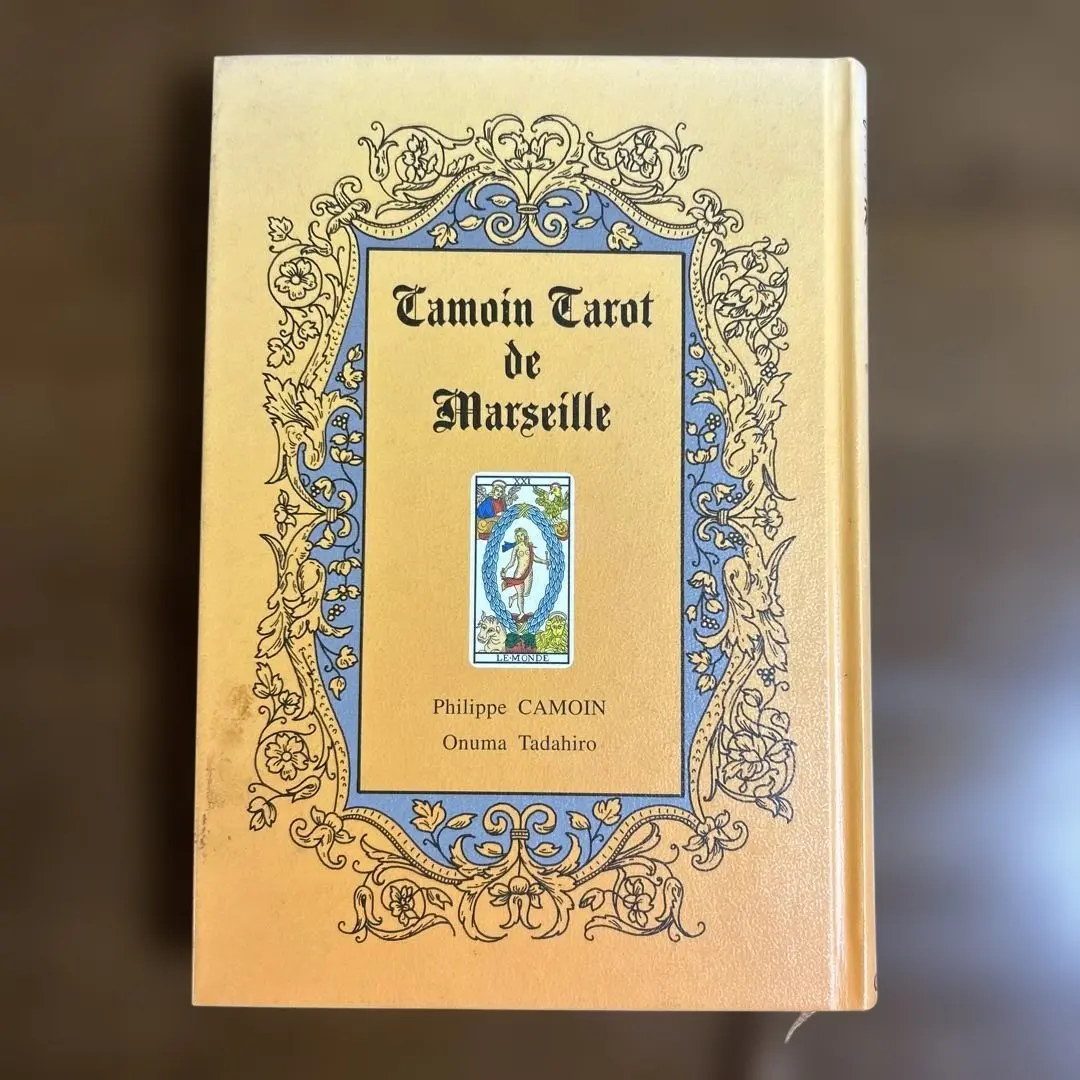 Camoin Tarot
de
Marseille
XXI
LE·MONDE
Philippe CAMOIN
Onuma Tadahiro